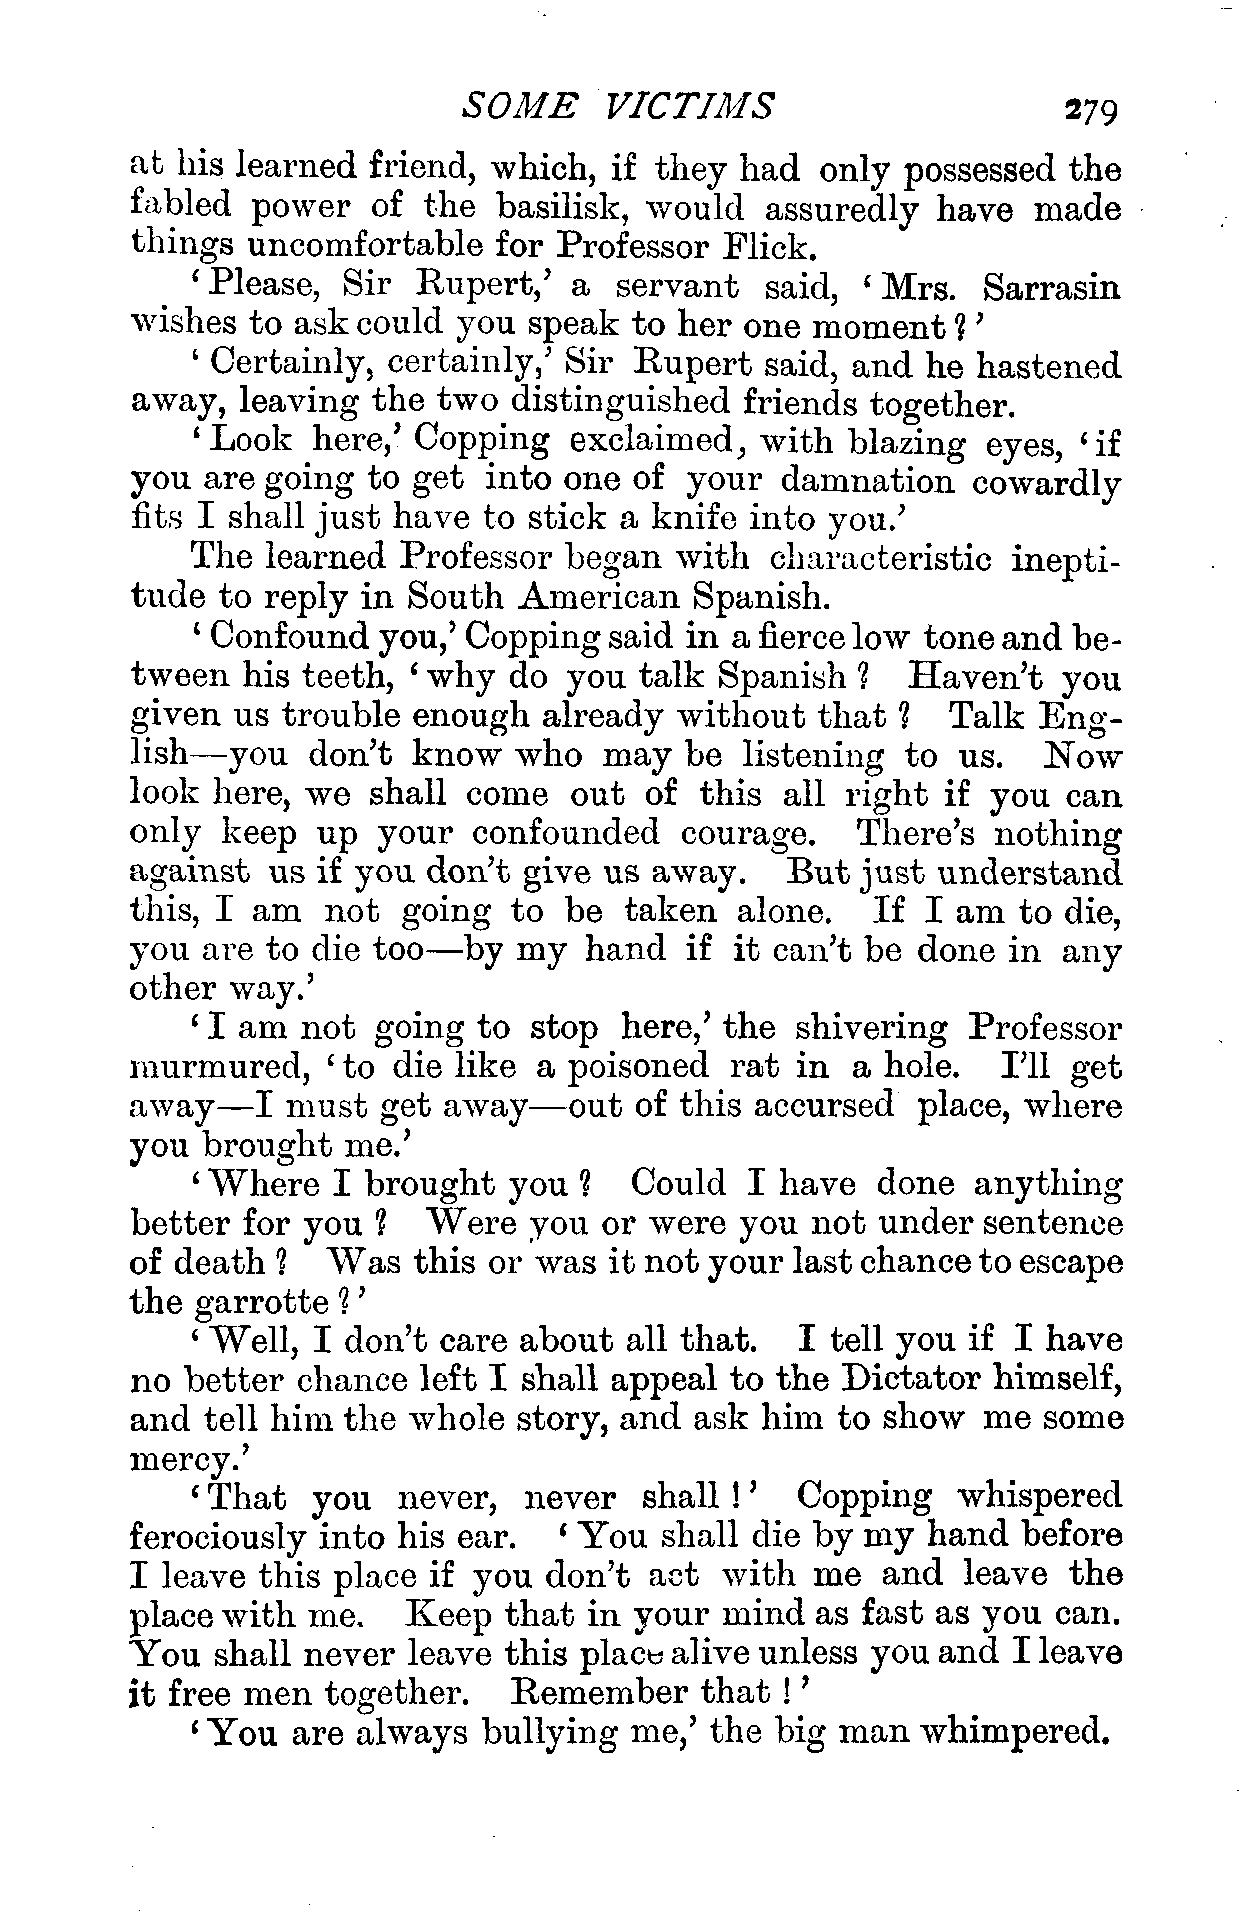 SOME VICTIMS 279
at his learned friend, which, if they had only possessed the
fabled power of the basilisk, would assuredly have made
things uncomfortable for Professor Flick.
‘Please, Sir Rupert,’ a servant said, ‘Mrs. Sarrasin
wishes to ask could you speak to her one moment?’
‘Certainly, certainly,’ Sir Rupert said, and he hastened
away, leaving the two distinguished friends together.
‘Look here,’ Copping exclaimed, with blazing eyes, ‘if
you are going to get into one of your damnation cowardly
fits I shall just have to stick a knife into you.’
The learned Professor began with characteristic inepti-
tude to reply in South American Spanish.
‘Confound you,’ Copping said in a fierce low tone and be-
tween his teeth, ‘why do you talk Spanish? Haven’t you
given us trouble enough already without that? Talk Eng-
lish—you don’t know who may be listening to us. Now
look here, we shall come out of this all right if you can
only keep up your confounded courage. There’s nothing
against us if you don’t give us away. But just understand
this, I am not going to be taken alone. If I am to die,
you are to die too—by my hand if it can’t be done in any
other way.’
‘I am not going to stop here,’ the shivering Professor
murmured, ‘to die like a poisoned rat in a hole. I’ll get
away—I must get away—out of this accursed place, where
you brought me.’
‘Where I brought you? Could I have done anything
better for you? Were you or were you not under sentence
of death? Was this or was it not your last chance to escape
the garrotte?’
‘Well, I don’t care about all that. I tell you if I have
no better chance left I shall appeal to the Dictator himself,
and tell him the whole story, and ask him to show me some
mercy.’
‘That you never, never shall!’ Copping whispered
ferociously into his ear. ‘You shall die by my hand before
I leave this place if you don’t act with me and leave the
place with me. Keep that in your mind as fast as you can.
You shall never leave this place alive unless you and I leave
it free men together. Remember that!’
‘You are always bullying me,’ the big man whimpered.